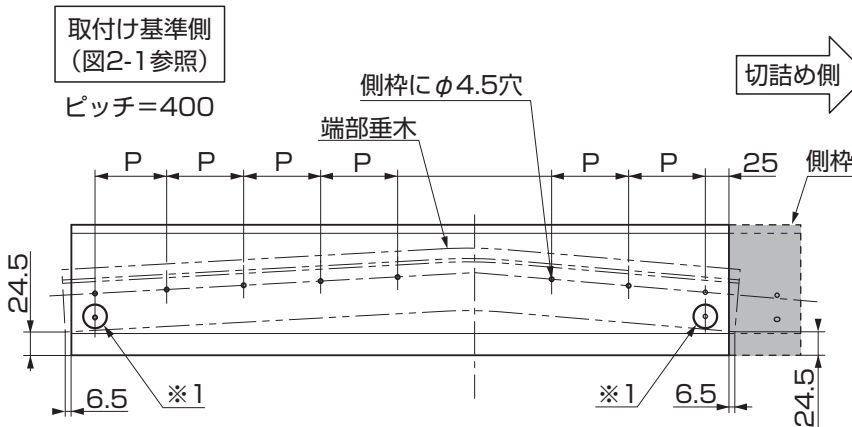 取付け基準側
（図2-1参照）
切詰め側
ピッチ＝400
側枠にφ4.5穴
端部垂木
P
P
P
P
P
P
25
側枠
24.5
6.5
※1
※1
6.5
24.5